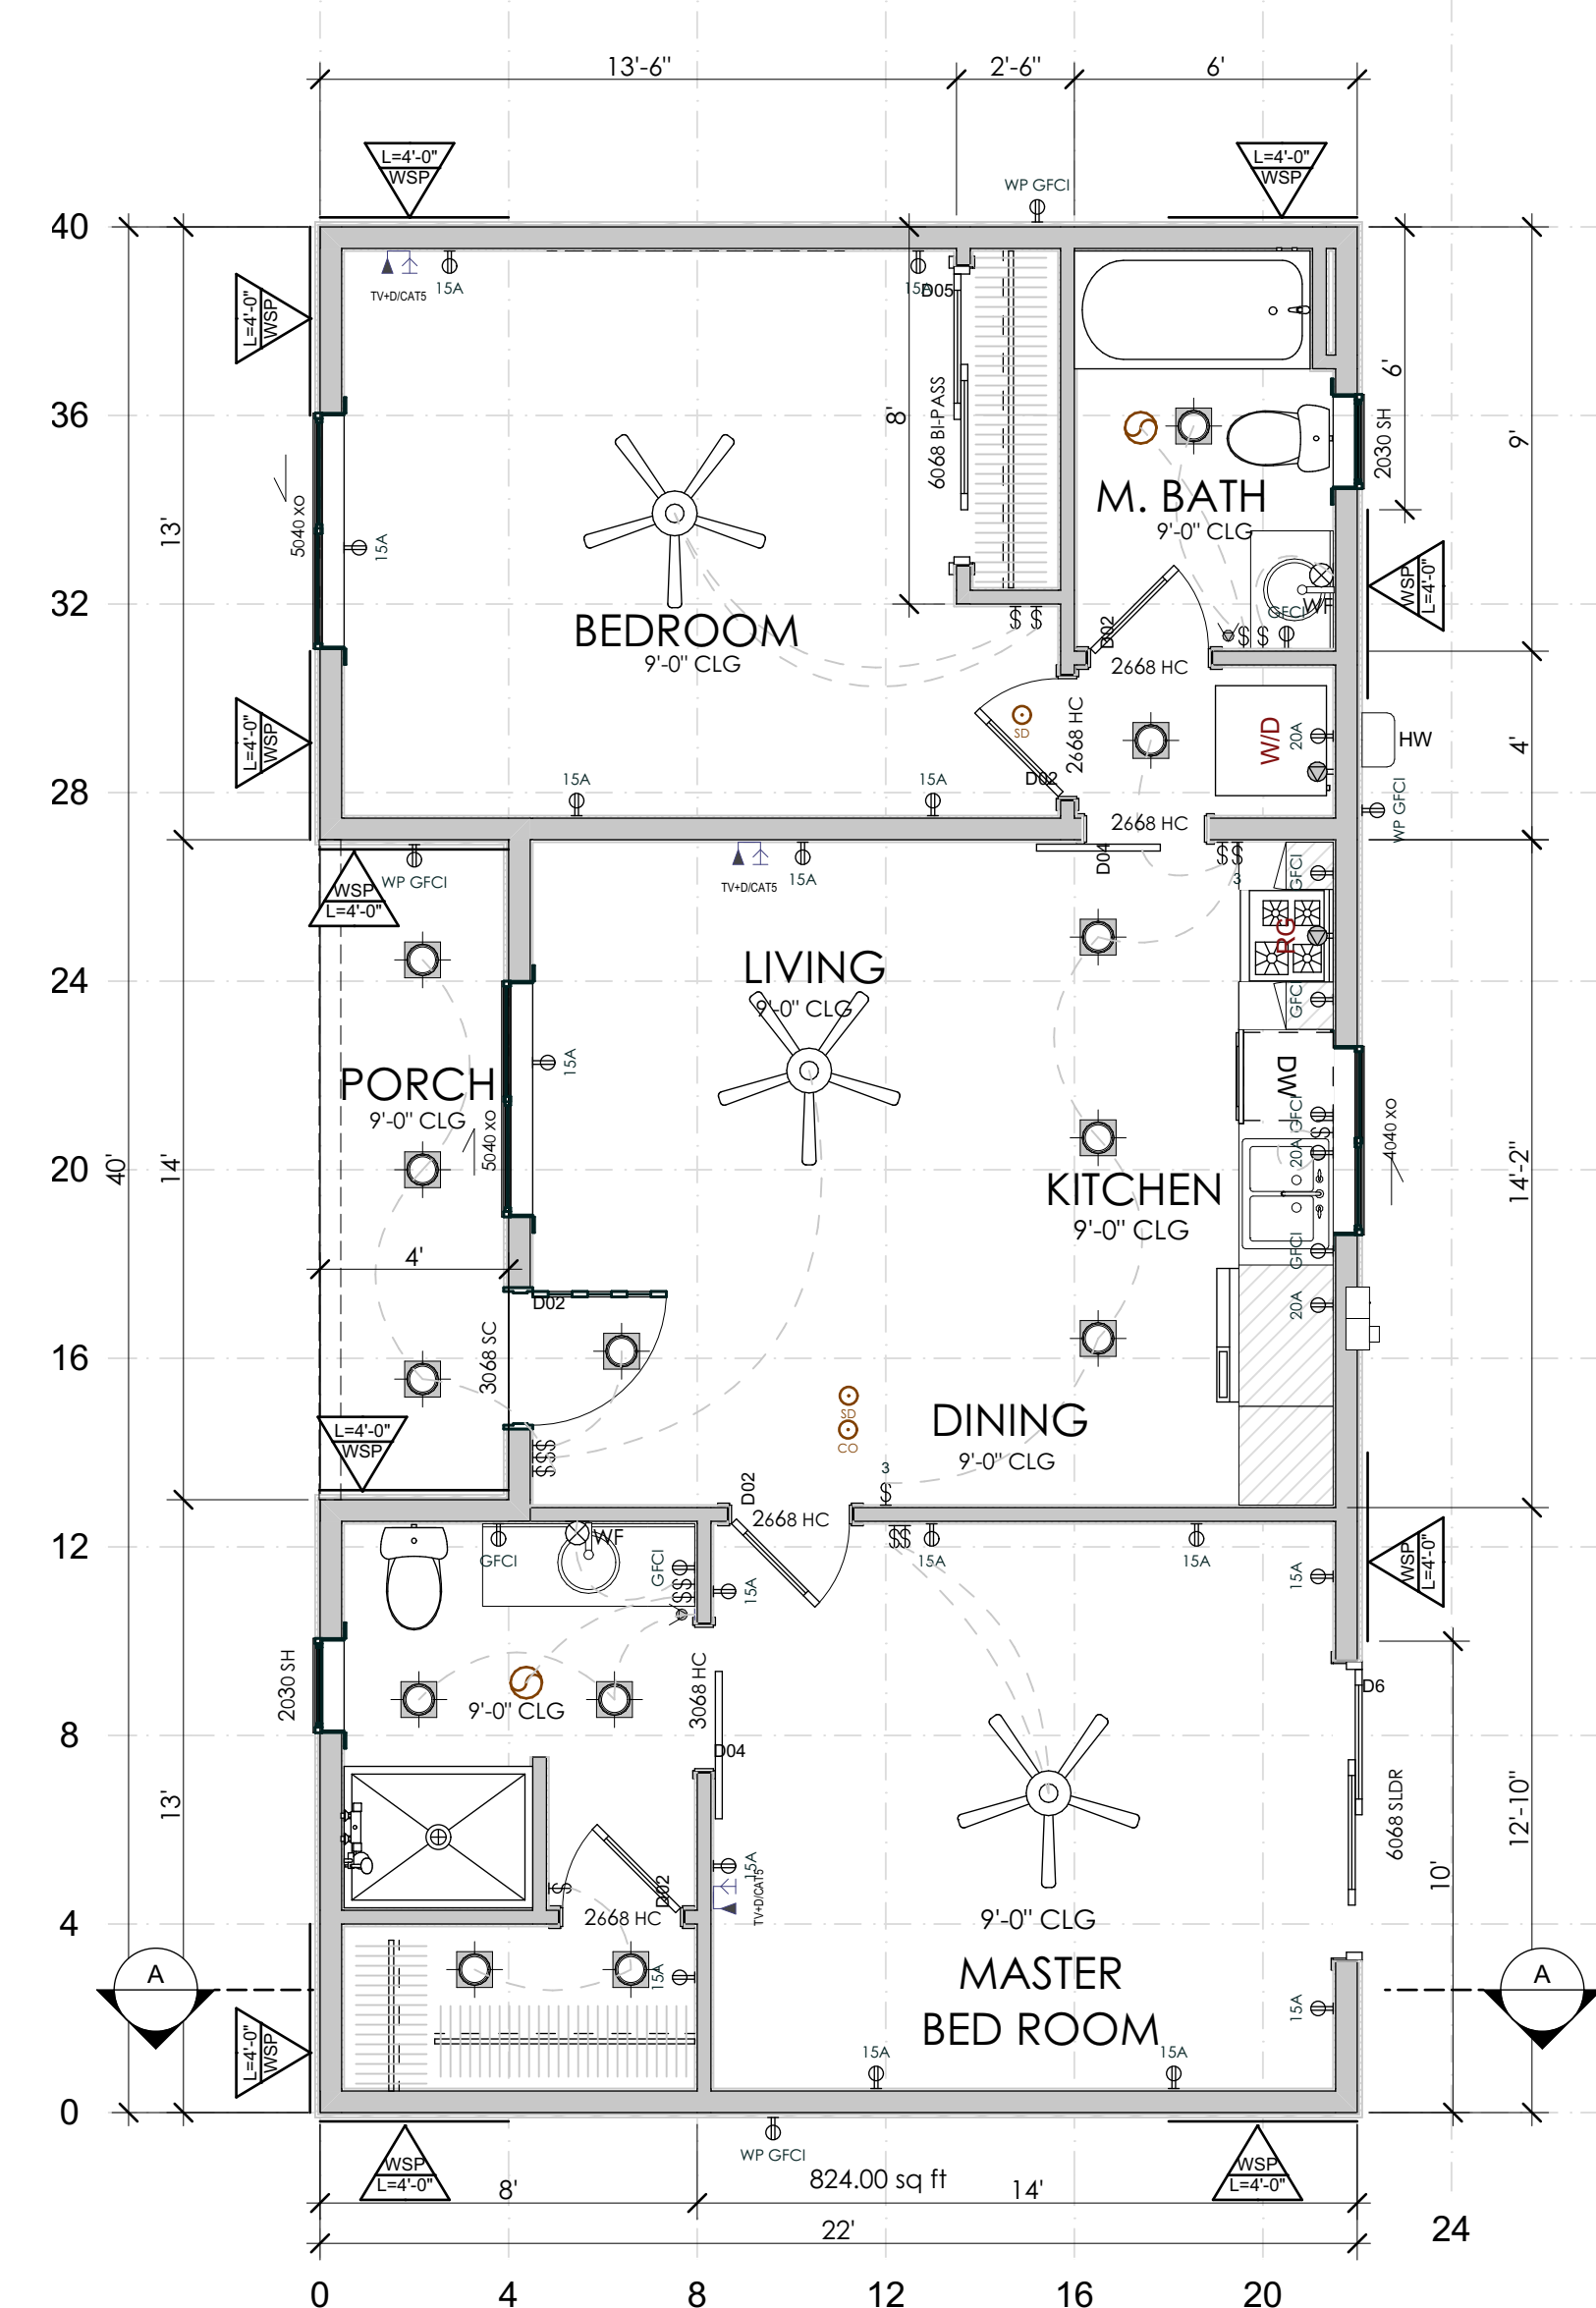 13'-6"
2'-6"
6'
L=4'-0"
WSP
L=4'-0"
WSP
WP GFCI
40
L=4'-0"
WSP
TV+D/CAT5
15A
15A
D05
6'
36
8'
6068 BI-PASS
2030 SH
9'
M. BATH
9'-0" CLG
13'
5040 XO
15A
WSP
L=4'-0"
32
BEDROOM
9'-0" CLG
$$
GFCI
WF
$ $
D02
2668 HC
L=4'-0"
WSP
SD
2668 HC
W/D
20A
HW
4'
28
15A
15A
D02
2668 HC
WP GFCI
D04
WSP
L=4'-0"
WP GFCI
TV+D/CAT5
15A
$$
3
GFCI
24
LIVING
9'-0" CLG
RG
GFCI
15A
PORCH
9'-0" CLG
5040 XO
DW
GFCI
$
4040 XO
20
40'
14'
20A
KITCHEN
9'-0" CLG
14'-2"
4'
GFCI
D02
20A
16
3068 SC
L=4'-0"
WSP
SD
CO
DINING
9'-0" CLG
$$$
3
$
D02
2668 HC
12
GFCI
WF
GFCI
$$$
15A
$$
15A
15A
15A
WSP
L=4'-0"
2030 SH
9'-0" CLG
3068 HC
D6
8
D04
13'
6068 SLDR
12'-10"
15A
TV+D/CAT5
$
D02
2668 HC
10'
4
9'-0" CLG
A
15A
MASTER
BED ROOM
15A
A
L=4'-0"
WSP
15A
15A
0
WSP
L=4'-0"
WP GFCI
WSP
L=4'-0"
8'
824.00 sq ft
14'
22'
24
0
4
8
12
16
20